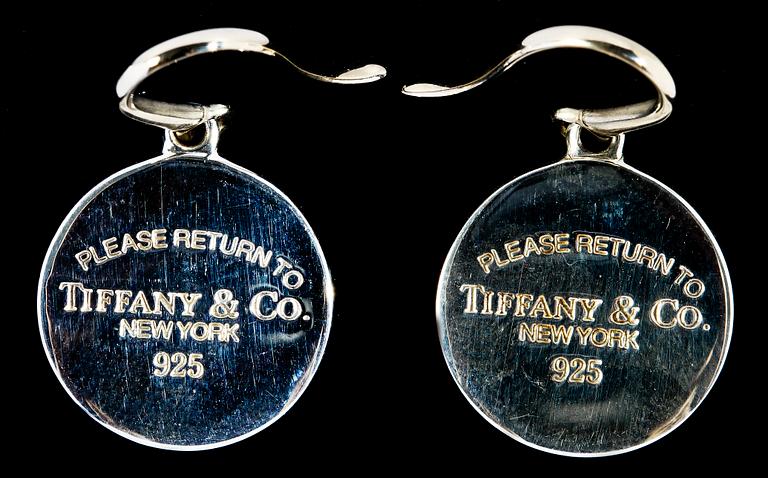 PLEASE RETURN TO
TIFFANY & CO.
NEW YORK
925
PLEASE RETURN TO
TIFFANY & CO.
NEW YORK
925